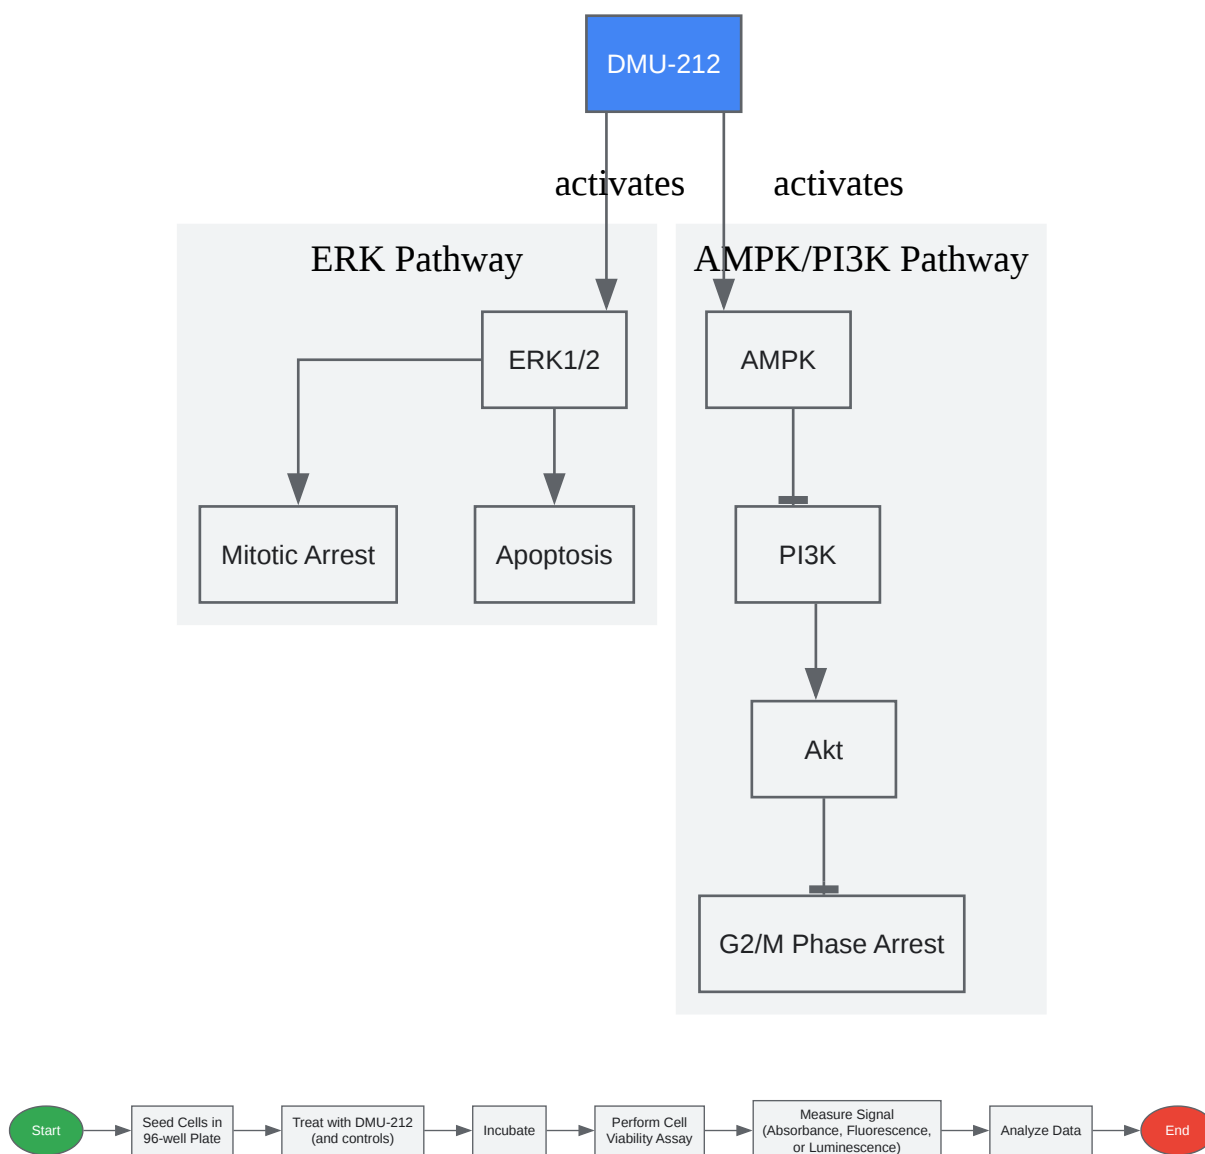 DMU-212
activates
activates
ERK Pathway
AMPK/PI3K Pathway
ERK1/2
AMPK
Mitotic Arrest
Apoptosis
PI3K
Akt
G2/M Phase Arrest
Start
Seed Cells in
96-well Plate
Treat with DMU-212
(and controls)
Incubate
Perform Cell
Viability Assay
Measure Signal
(Absorbance, Fluorescence,
or Luminescence)
Analyze Data
End